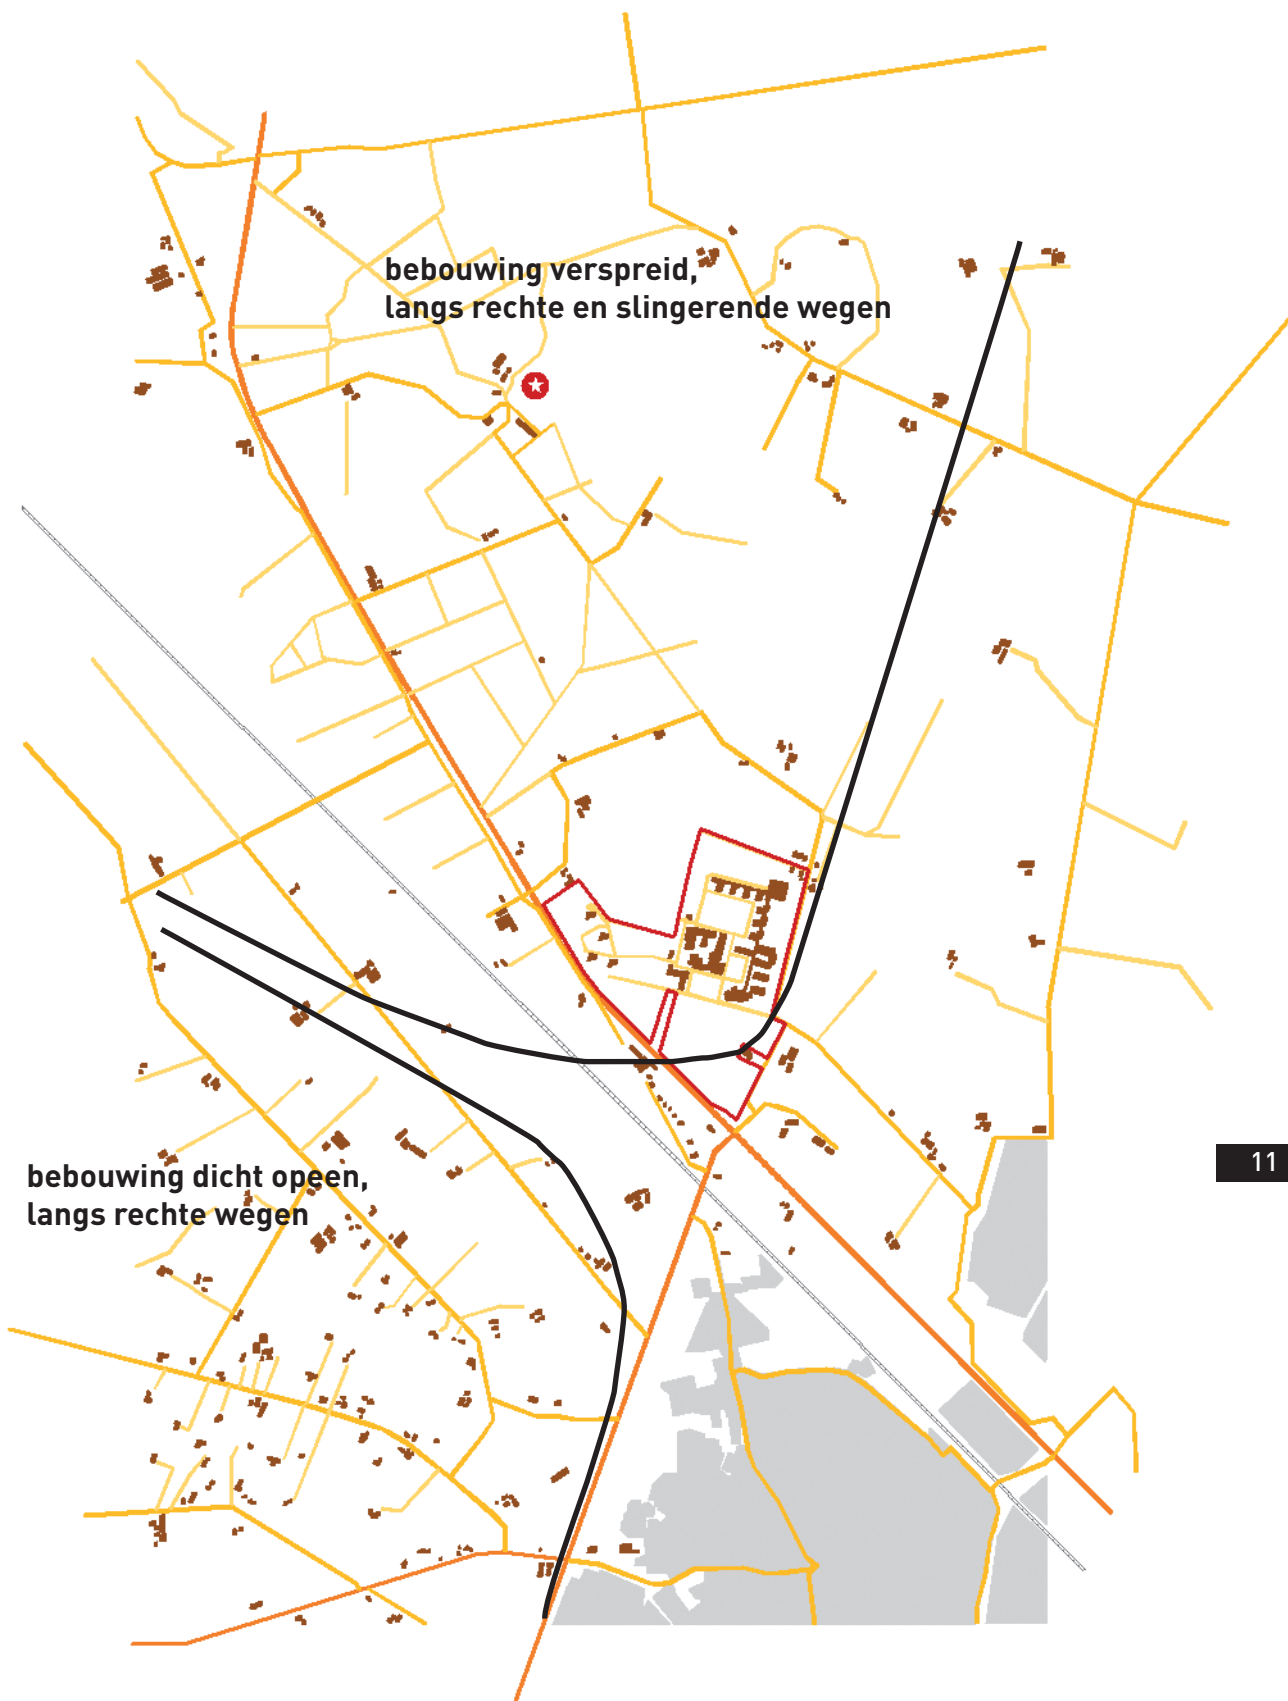 bebouwing verspreid,
langs rechte en slingerende wegen
11
bebouwing dicht opeen,
langs rechte wegen